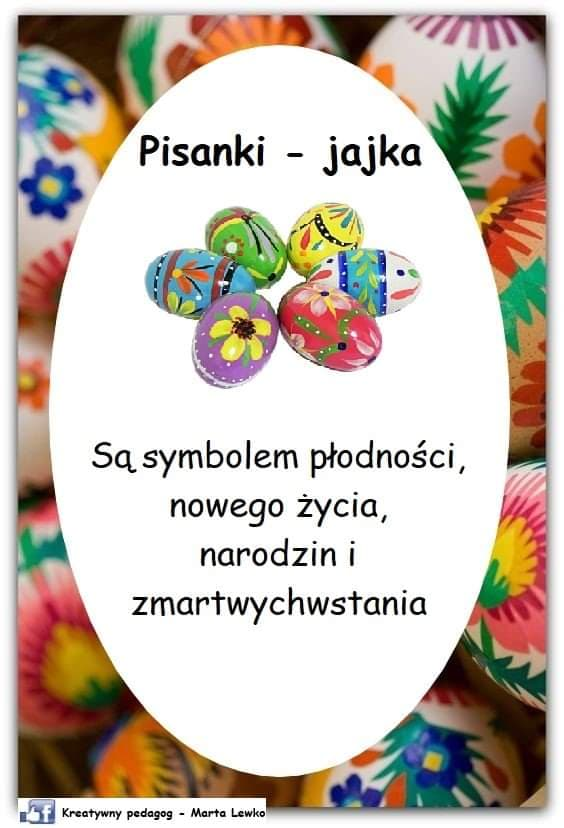 Pisanki - jajka
Są symbolem płodności,
nowego życia,
narodzin i
zmartwychwstania
Kreatywny pedagog - Marta Lewko